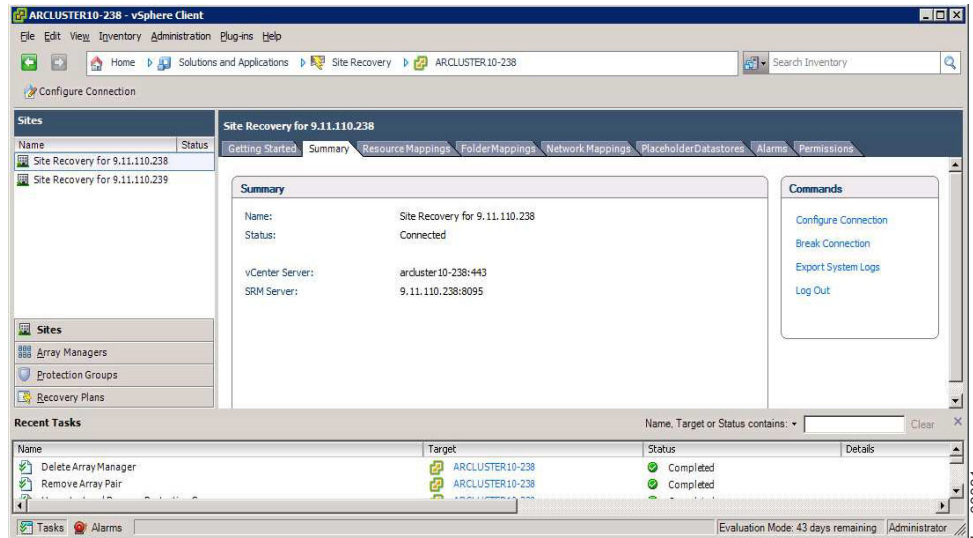 ARCLUSTER10-238 - vSphere Client
File Edit View Inventory Administration Plug-ins Help
Home Solutions and Applications Site Recovery ARCLUSTER10-238 Search Inventory
Configure Connection
Sites
Name Status
Site Recovery for 9.11.110.238
Site Recovery for 9.11.110.239
Site Recovery for 9.11.110.238
Getting Started Summary Resource Mappings Folder Mappings Network Mappings Placeholder Datastores Alarms Permissions
Summary
Name: Site Recovery for 9.11.110.238
Status: Connected
vCenter Server: arcluster10-238:443
SRM Server: 9.11.110.238:8095
Commands
Configure Connection
Break Connection
Export System Logs
Log Out
Sites
Array Managers
Protection Groups
Recovery Plans
Recent Tasks Name, Target or Status contains: Clear
Name Target Status Details
Delete Array Manager ARCLUSTER10-238 Completed
Remove Array Pair ARCLUSTER10-238 Completed
Tasks Alarms Evaluation Mode: 43 days remaining Administrator